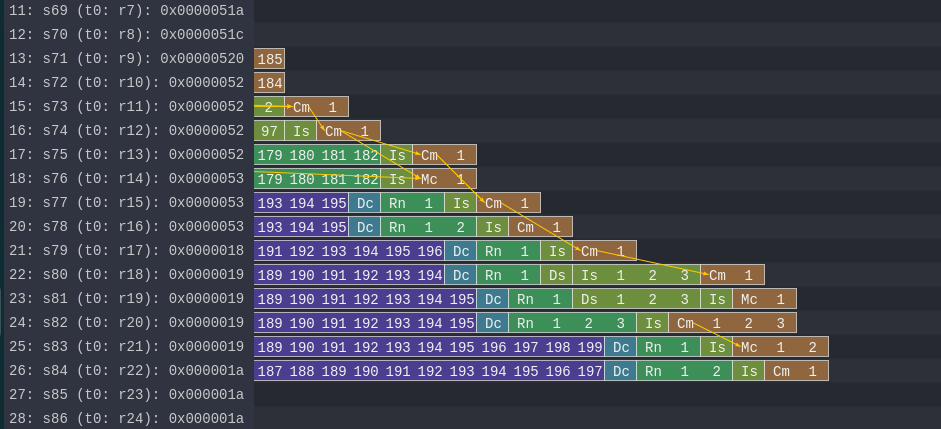 11: s69 (t0: r7): 0x0000051a
12: s70 (t0: r8): 0x0000051c
13: s71 (t0: r9): 0x00000520 185
14: s72 (t0: r10): 0x0000052 184
15: s73 (t0: r11): 0x0000052 2 Cm 1
16: s74 (t0: r12): 0x0000052 97 Is Cm 1
17: s75 (t0: r13): 0x0000052 179 180 181 182 Is Cm 1
18: s76 (t0: r14): 0x0000053 179 180 181 182 Is Mc 1
19: s77 (t0: r15): 0x0000053 193 194 195 Dc Rn 1 Is Cm 1
20: s78 (t0: r16): 0x0000053 193 194 195 Dc Rn 1 2 Is Cm 1
21: s79 (t0: r17): 0x0000018 191 192 193 194 195 196 Dc Rn 1 Is Cm 1
22: s80 (t0: r18): 0x0000019 189 190 191 192 193 194 Dc Rn 1 Ds Is 1 2 3 Cm 1
23: s81 (t0: r19): 0x0000019 189 190 191 192 193 194 195 Dc Rn 1 Ds 1 2 3 Is Mc 1
24: s82 (t0: r20): 0x0000019 189 190 191 192 193 194 195 Dc Rn 1 2 3 Is Cm 1 2 3
25: s83 (t0: r21): 0x0000019 189 190 191 192 193 194 195 196 197 198 199 Dc Rn 1 Is Mc 1 2
26: s84 (t0: r22): 0x000001a 187 188 189 190 191 192 193 194 195 196 197 Dc Rn 1 2 Is Cm 1
27: s85 (t0: r23): 0x000001a
28: s86 (t0: r24): 0x000001a